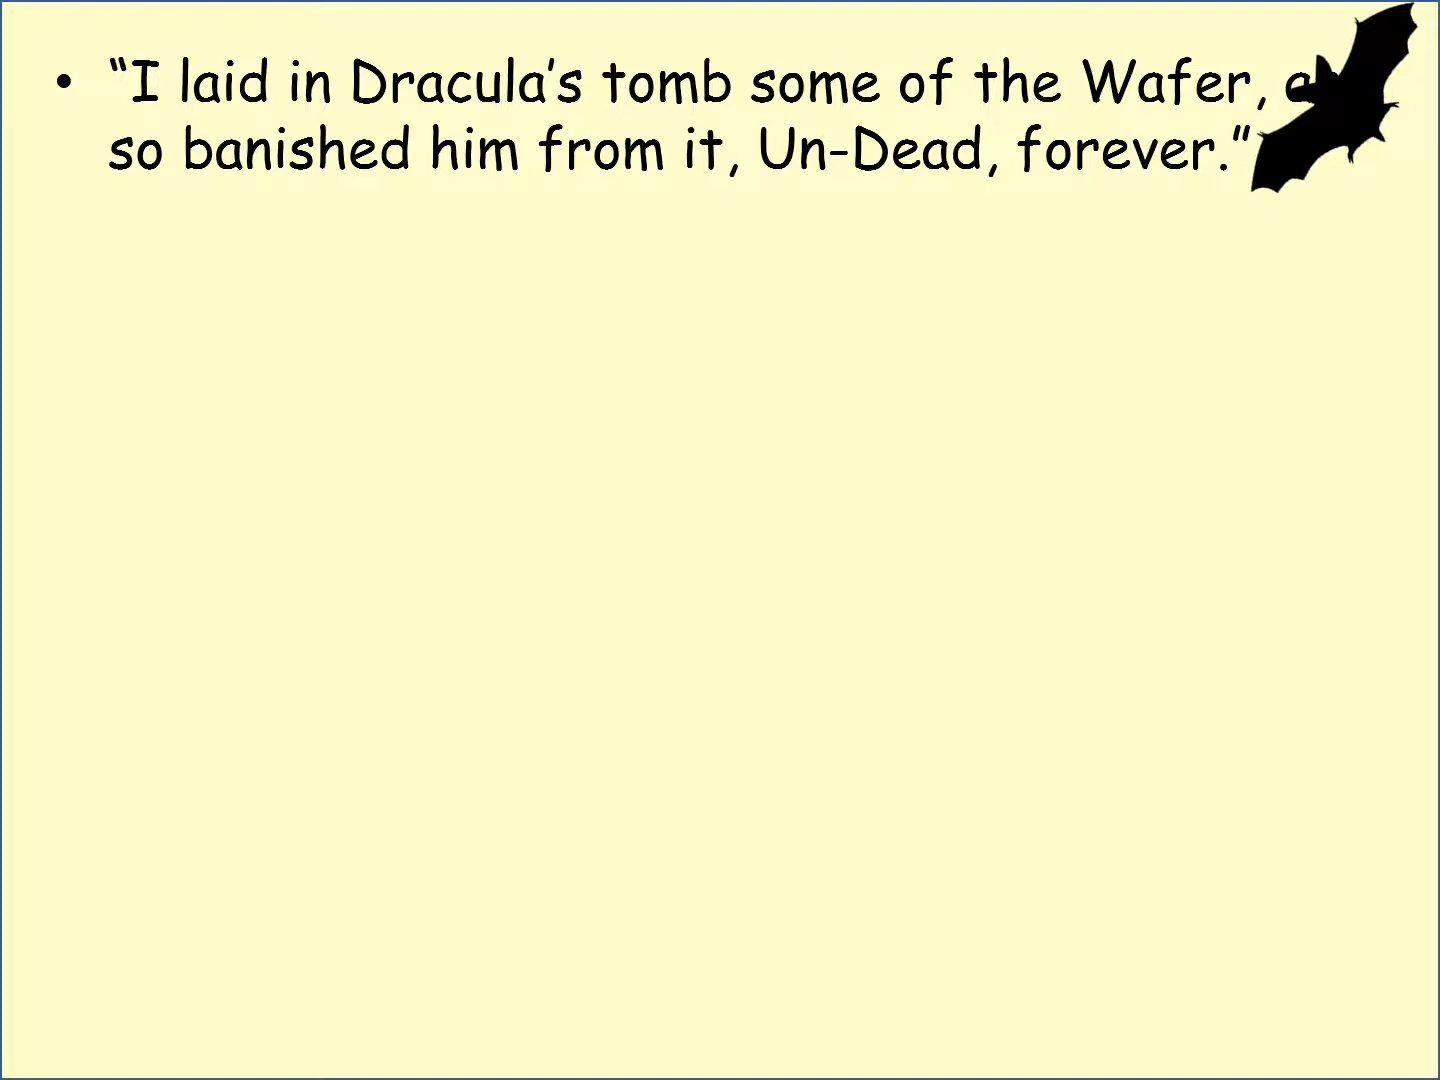 • “I laid in Dracula’s tomb some of the Wafer,
so banished him from it, Un-Dead, forever.”